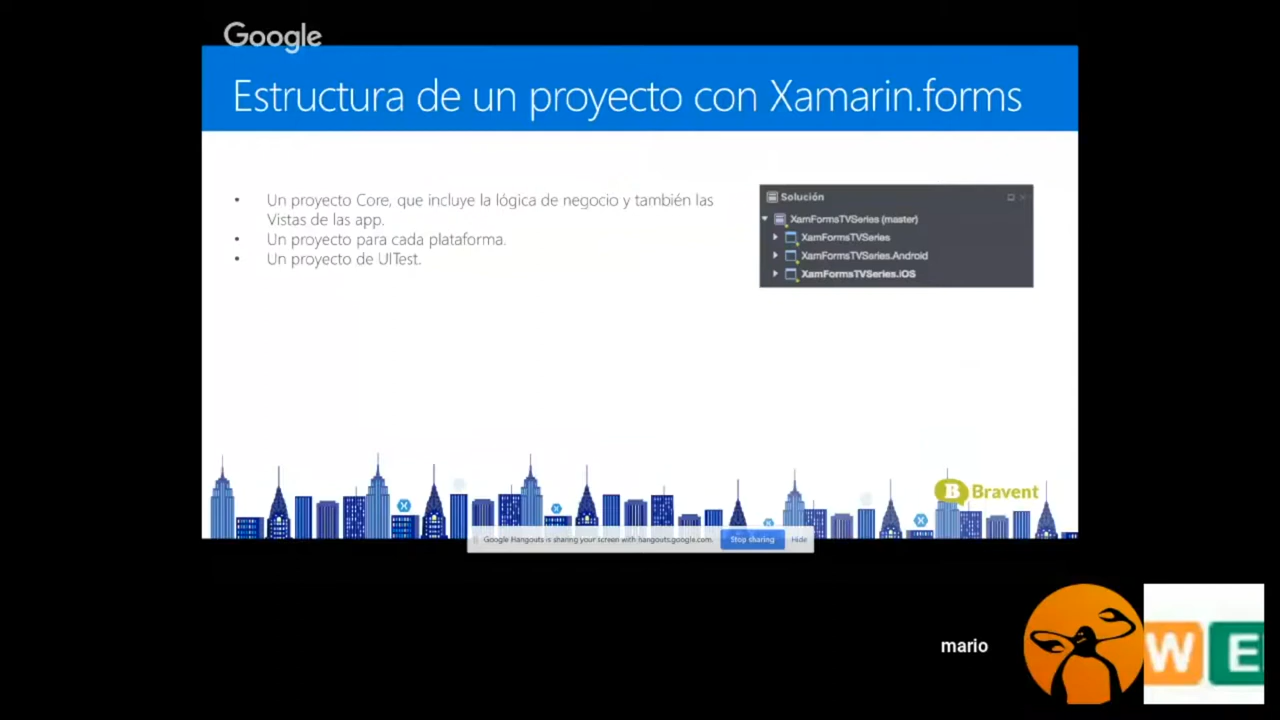 Google
Estructura de un proyecto con Xamarin.forms
• Un proyecto Core, que incluye la lógica de negocio y también las
Vistas de las app.
• Un proyecto para cada plataforma.
• Un proyecto de UITest.
Solución
XamFormsTVSeries (master)
XamFormsTVSeries
XamFormsTVSeries.Android
XamFormsTVSeries.iOS
B Bravent
Google Hangouts is sharing your screen with hangouts.google.com. Stop sharing Hide
mario
W E